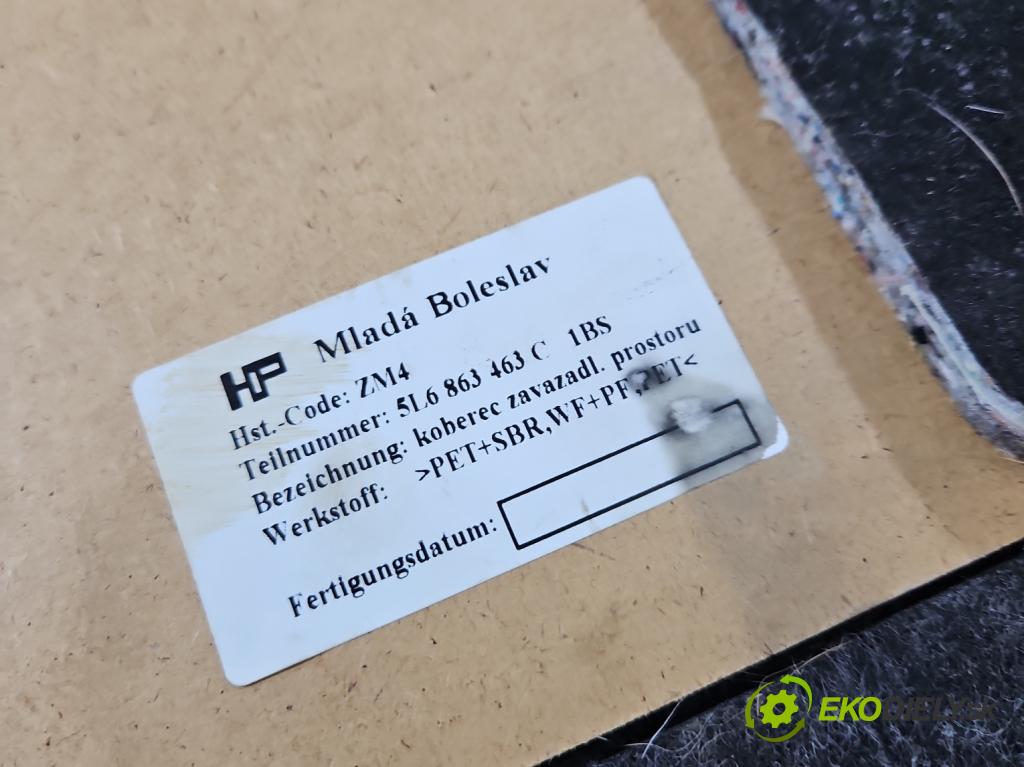 HP Mladá Boleslav
Hst.-Code: ZM4
Teilnummer: 5L6 863 463 C 1BS
Bezeichnung: koberec zavazadl. prostoru
Werkstoff: >PET+SBR,WF+PF,PET<
Fertigungsdatum:
EKODIELY.SK